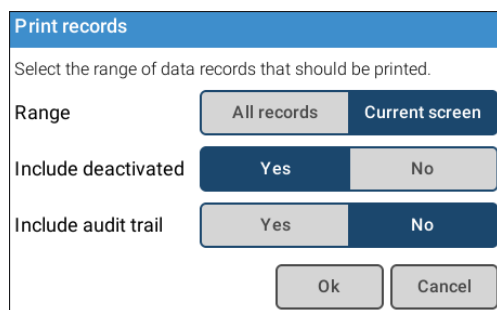 Print records
Select the range of data records that should be printed.
Range All records Current screen
Include deactivated Yes No
Include audit trail Yes No
Ok Cancel